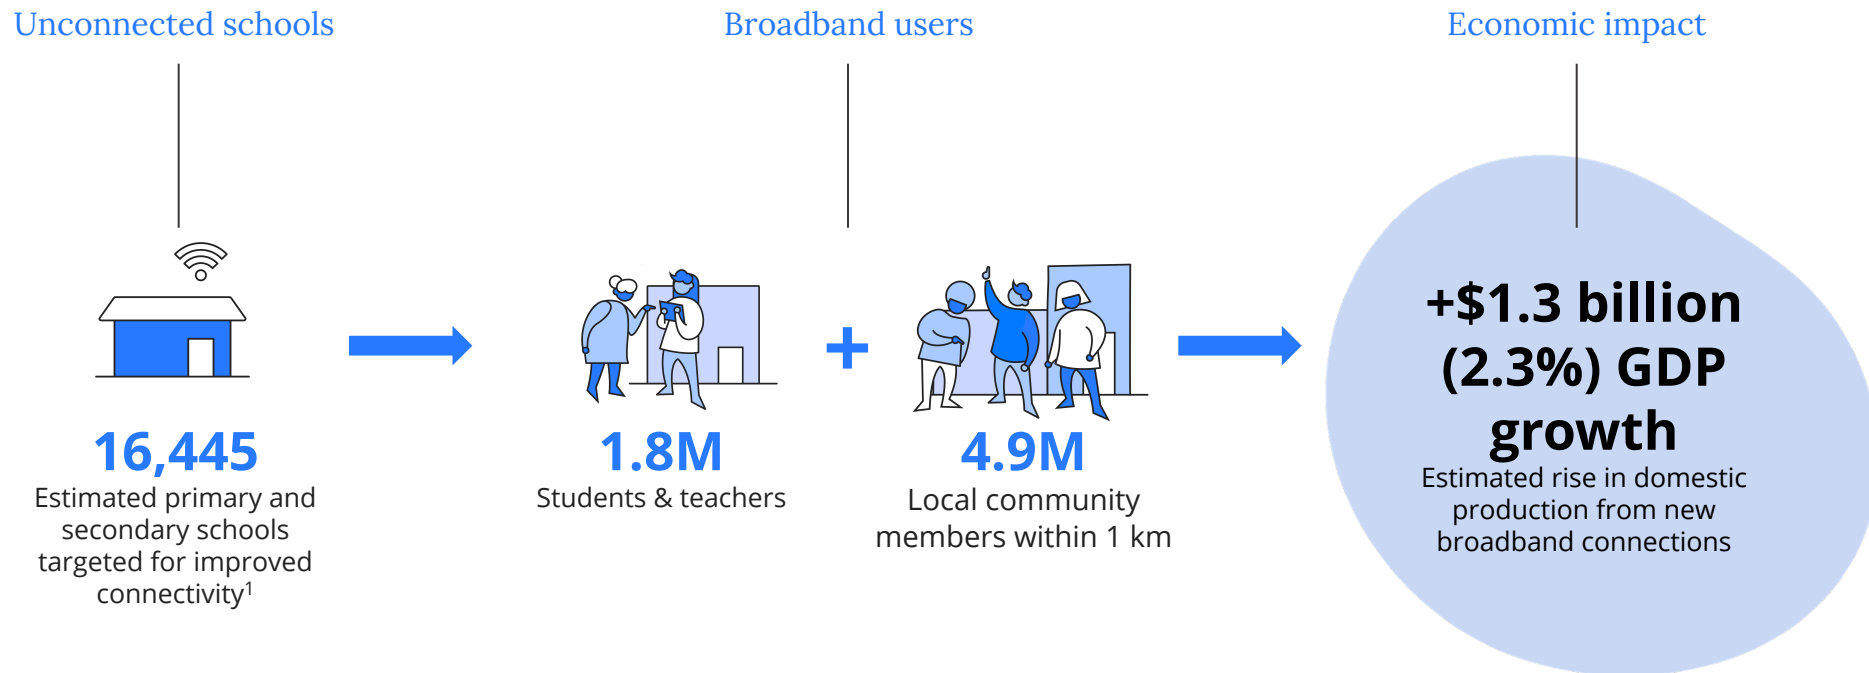 Unconnected schools
Broadband users
Economic impact
16,445
Estimated primary and
secondary schools
targeted for improved
connectivity¹
1.8M
Students & teachers
+
4.9M
Local community
members within 1 km
+$1.3 billion
(2.3%) GDP
growth
Estimated rise in domestic
production from new
broadband connections